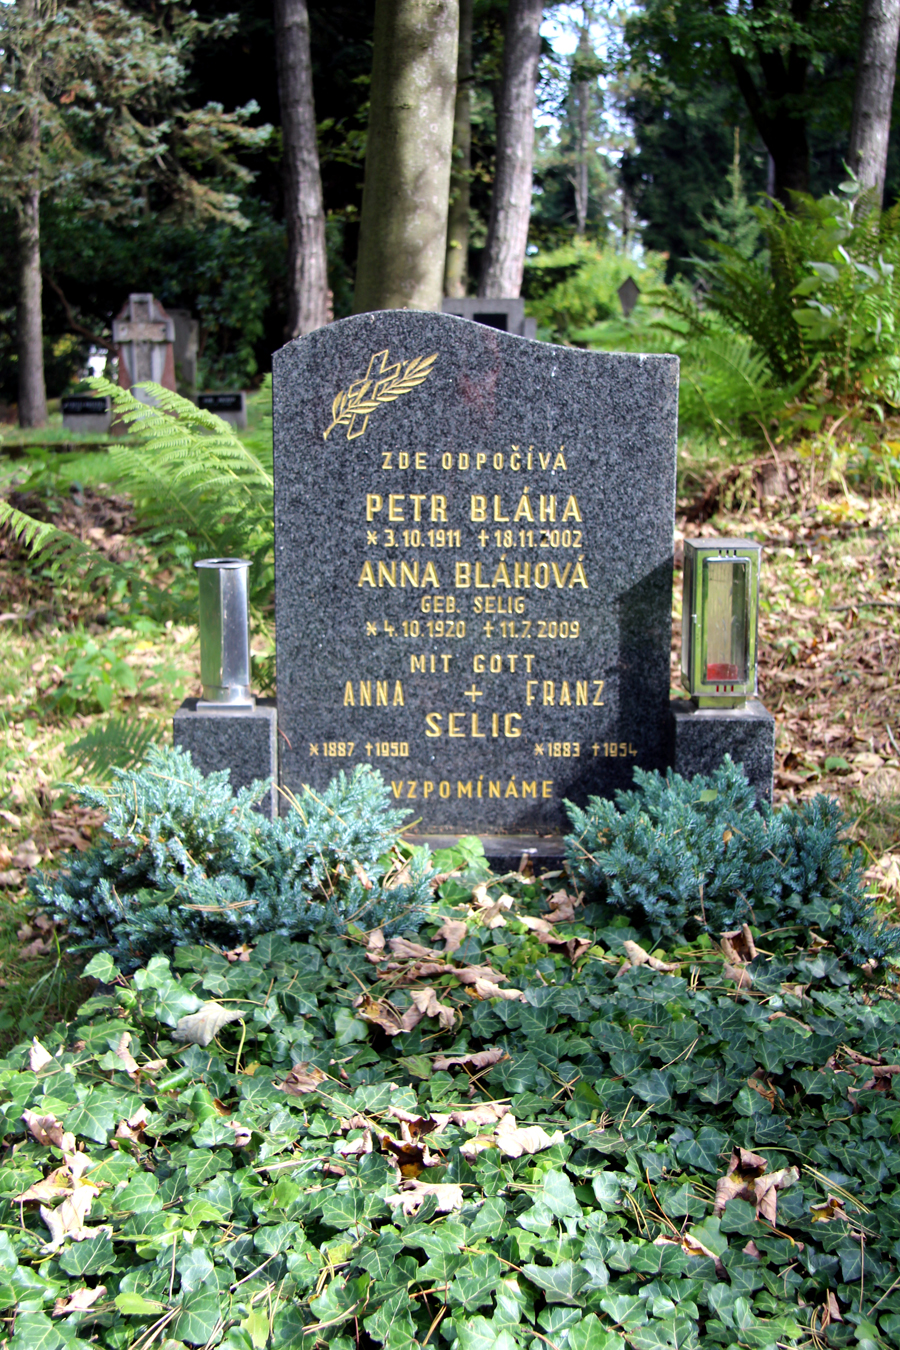 ZDE ODPOČÍVÁ
PETR BLÁHA
*3.10.1911 †18.11.2002
ANNA BLÁHOVÁ
GEB. SELIG
*4.10.1920 †11.7.2009
MIT GOTT
ANNA + FRANZ
SELIG
*1887 †1950 *1883 †1954
VZPOMÍNÁME